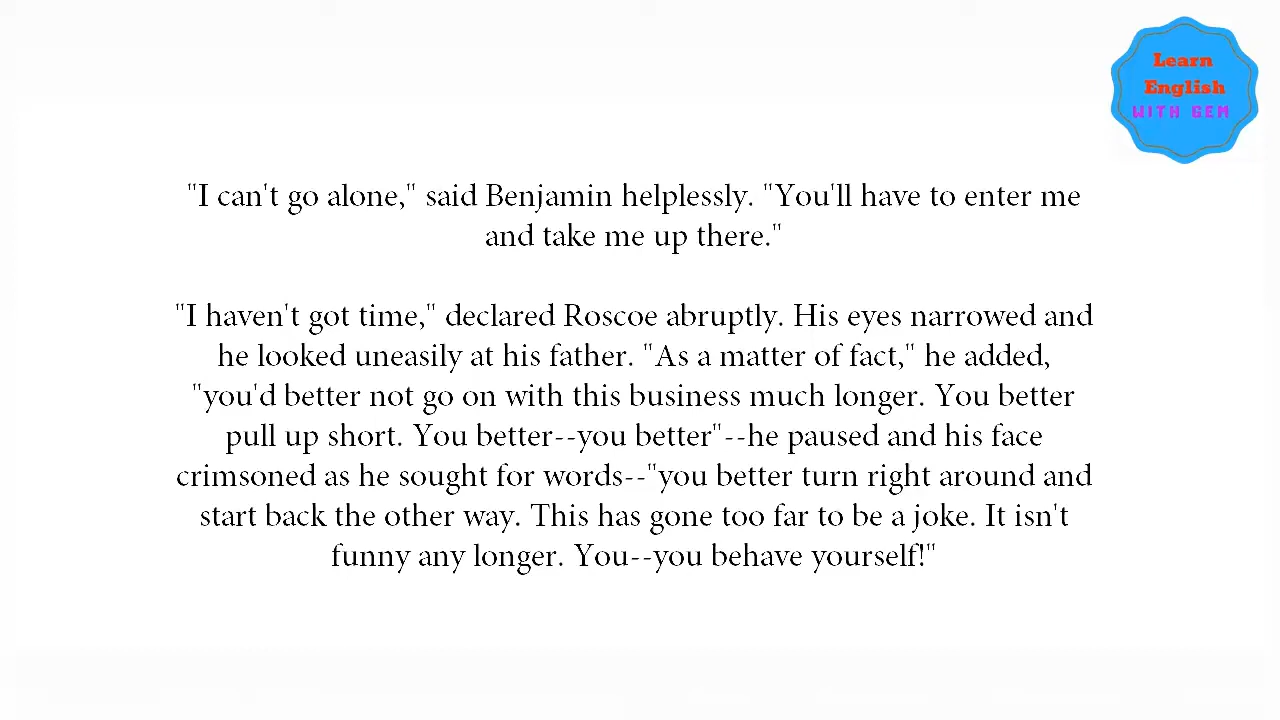 Learn
English
WITH GEM
"I can't go alone," said Benjamin helplessly. "You'll have to enter me
and take me up there."
"I haven't got time," declared Roscoe abruptly. His eyes narrowed and
he looked uneasily at his father. "As a matter of fact," he added,
"you'd better not go on with this business much longer. You better
pull up short. You better--you better"--he paused and his face
crimsoned as he sought for words--"you better turn right around and
start back the other way. This has gone too far to be a joke. It isn't
funny any longer. You--you behave yourself!"